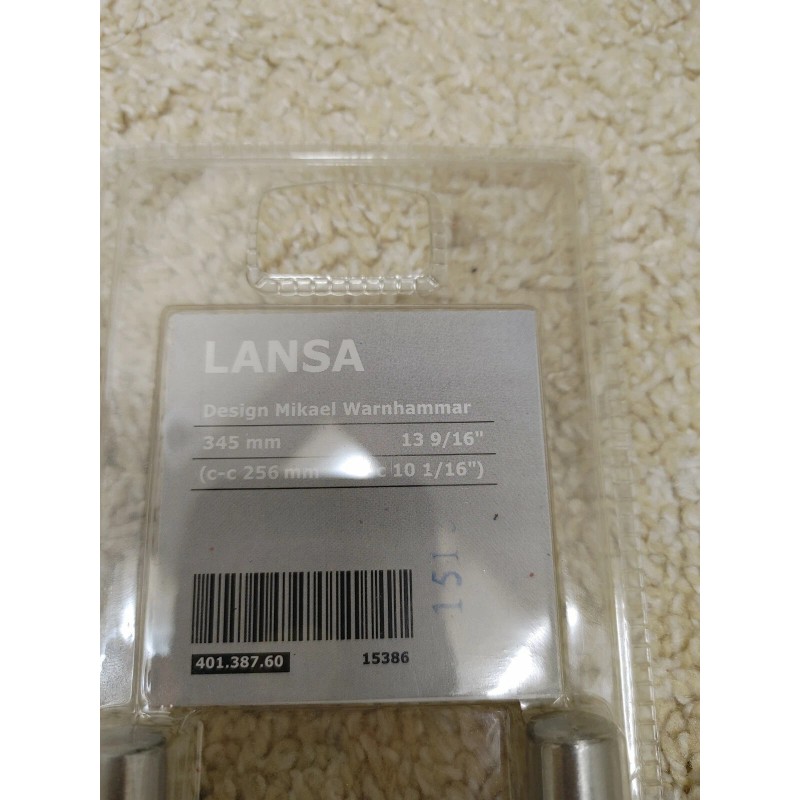 LANSA
Design Mikael Warnhammar
345 mm 13 9/16"
(c-c 256 mm c 10 1/16")
151
401.387.60 15386